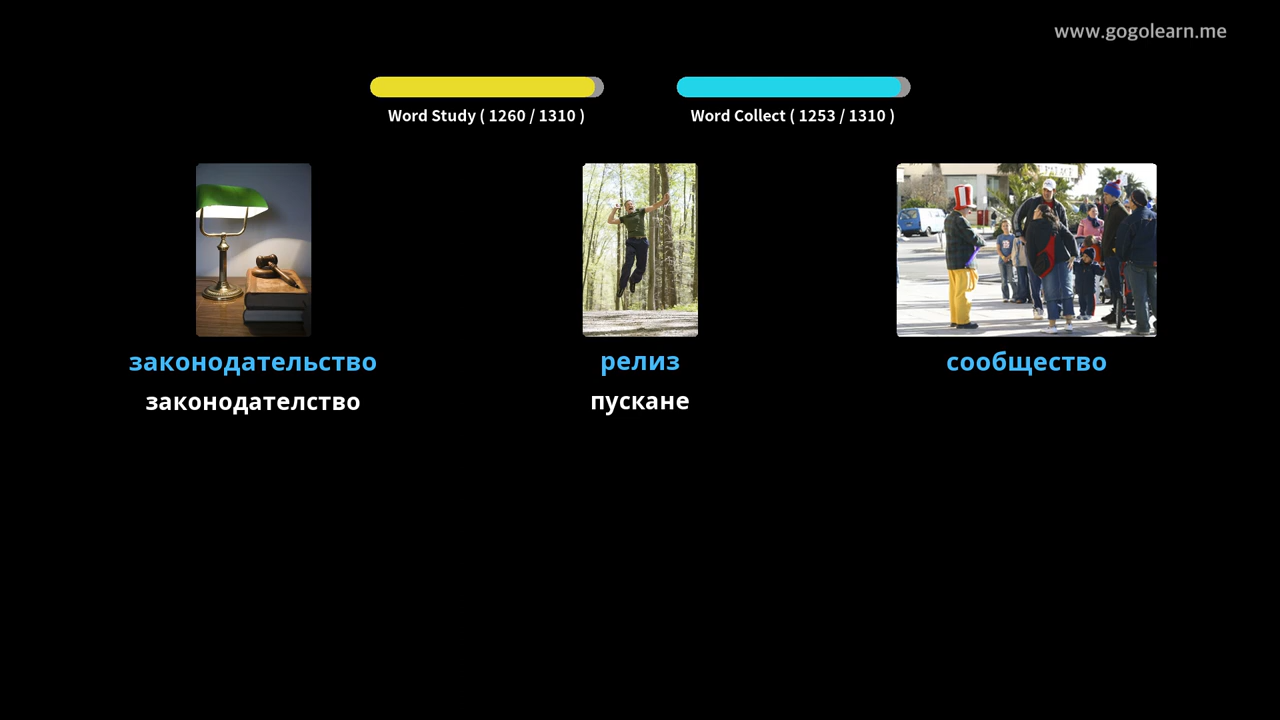 www.gogolearn.me
Word Study ( 1260 / 1310 )
Word Collect ( 1253 / 1310 )
законодательство
законодателство
релиз
пускане
сообщество